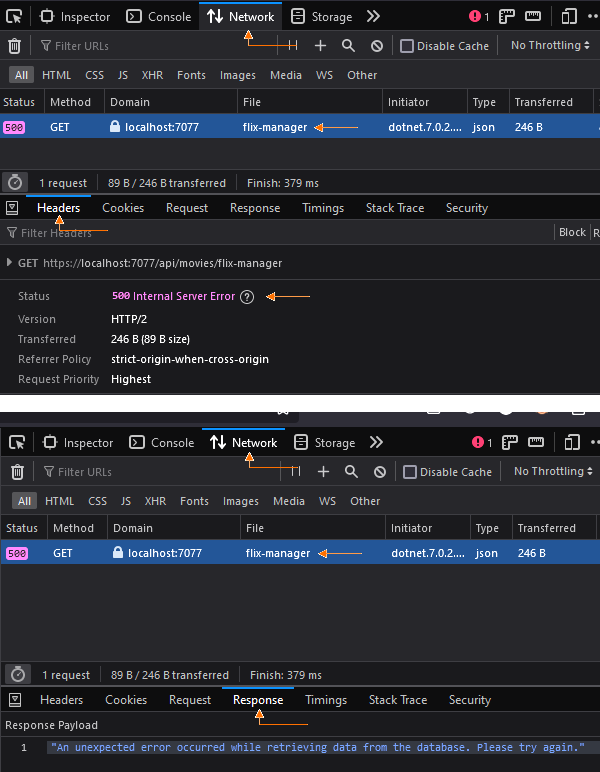 Inspector Console Network Storage 1
Filter URLs Disable Cache No Throttling
All HTML CSS JS XHR Fonts Images Media WS Other
Status Method Domain File Initiator Type Transferred
500 GET localhost:7077 flix-manager dotnet.7.0.2.... json 246 B
1 request 89 B / 246 B transferred Finish: 379 ms
Headers Cookies Request Response Timings Stack Trace Security
Filter Headers Block R
GET https://localhost:7077/api/movies/flix-manager
Status 500 Internal Server Error ?
Version HTTP/2
Transferred 246 B (89 B size)
Referrer Policy strict-origin-when-cross-origin
Request Priority Highest
Inspector Console Network Storage 1
Filter URLs Disable Cache No Throttling
All HTML CSS JS XHR Fonts Images Media WS Other
Status Method Domain File Initiator Type Transferred
500 GET localhost:7077 flix-manager dotnet.7.0.2.... json 246 B
1 request 89 B / 246 B transferred Finish: 379 ms
Headers Cookies Request Response Timings Stack Trace Security
Response Payload
1 "An unexpected error occurred while retrieving data from the database. Please try again."